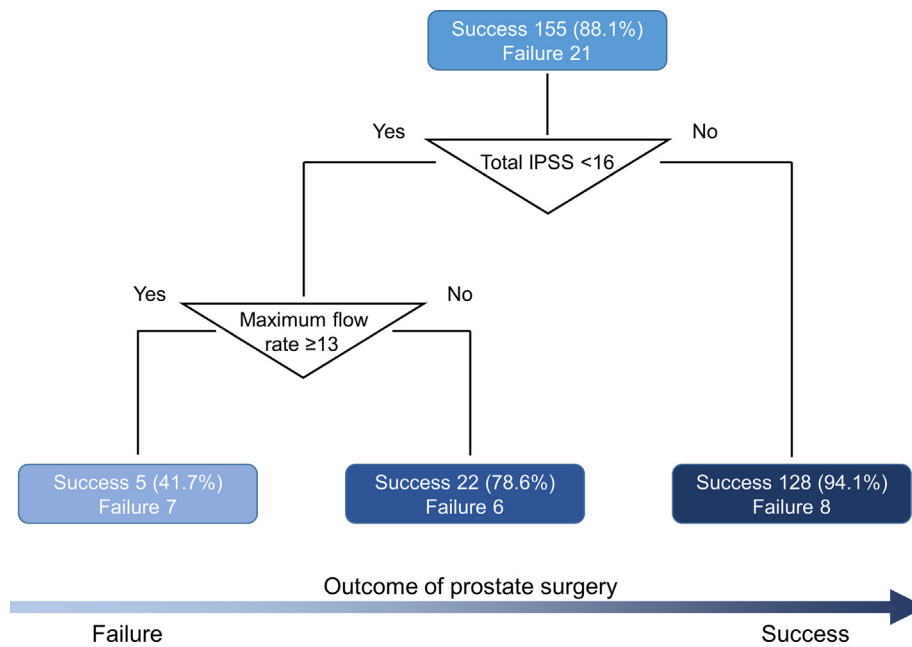 Success 155 (88.1%)
Failure 21
Yes
No
Total IPSS <16
Yes
No
Maximum flow
rate ≥13
Success 5 (41.7%)
Failure 7
Success 22 (78.6%)
Failure 6
Success 128 (94.1%)
Failure 8
Outcome of prostate surgery
Failure
Success